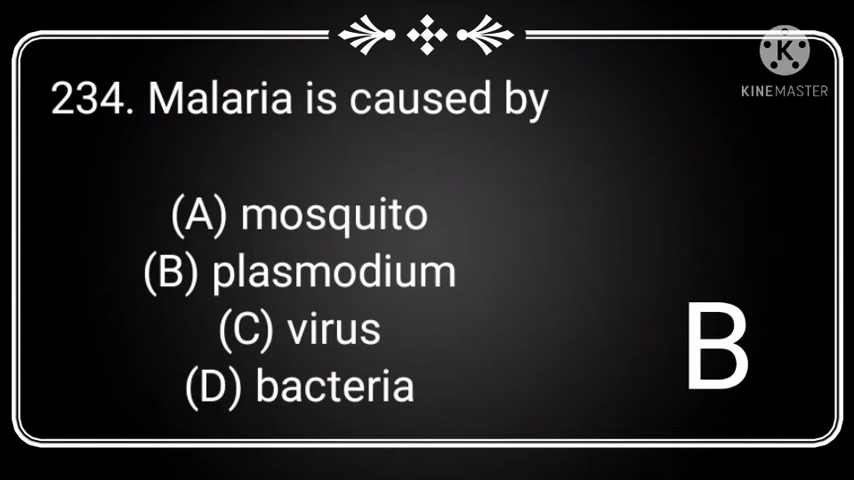 KINEMASTER
234. Malaria is caused by
(A) mosquito
(B) plasmodium
(C) virus
(D) bacteria
B